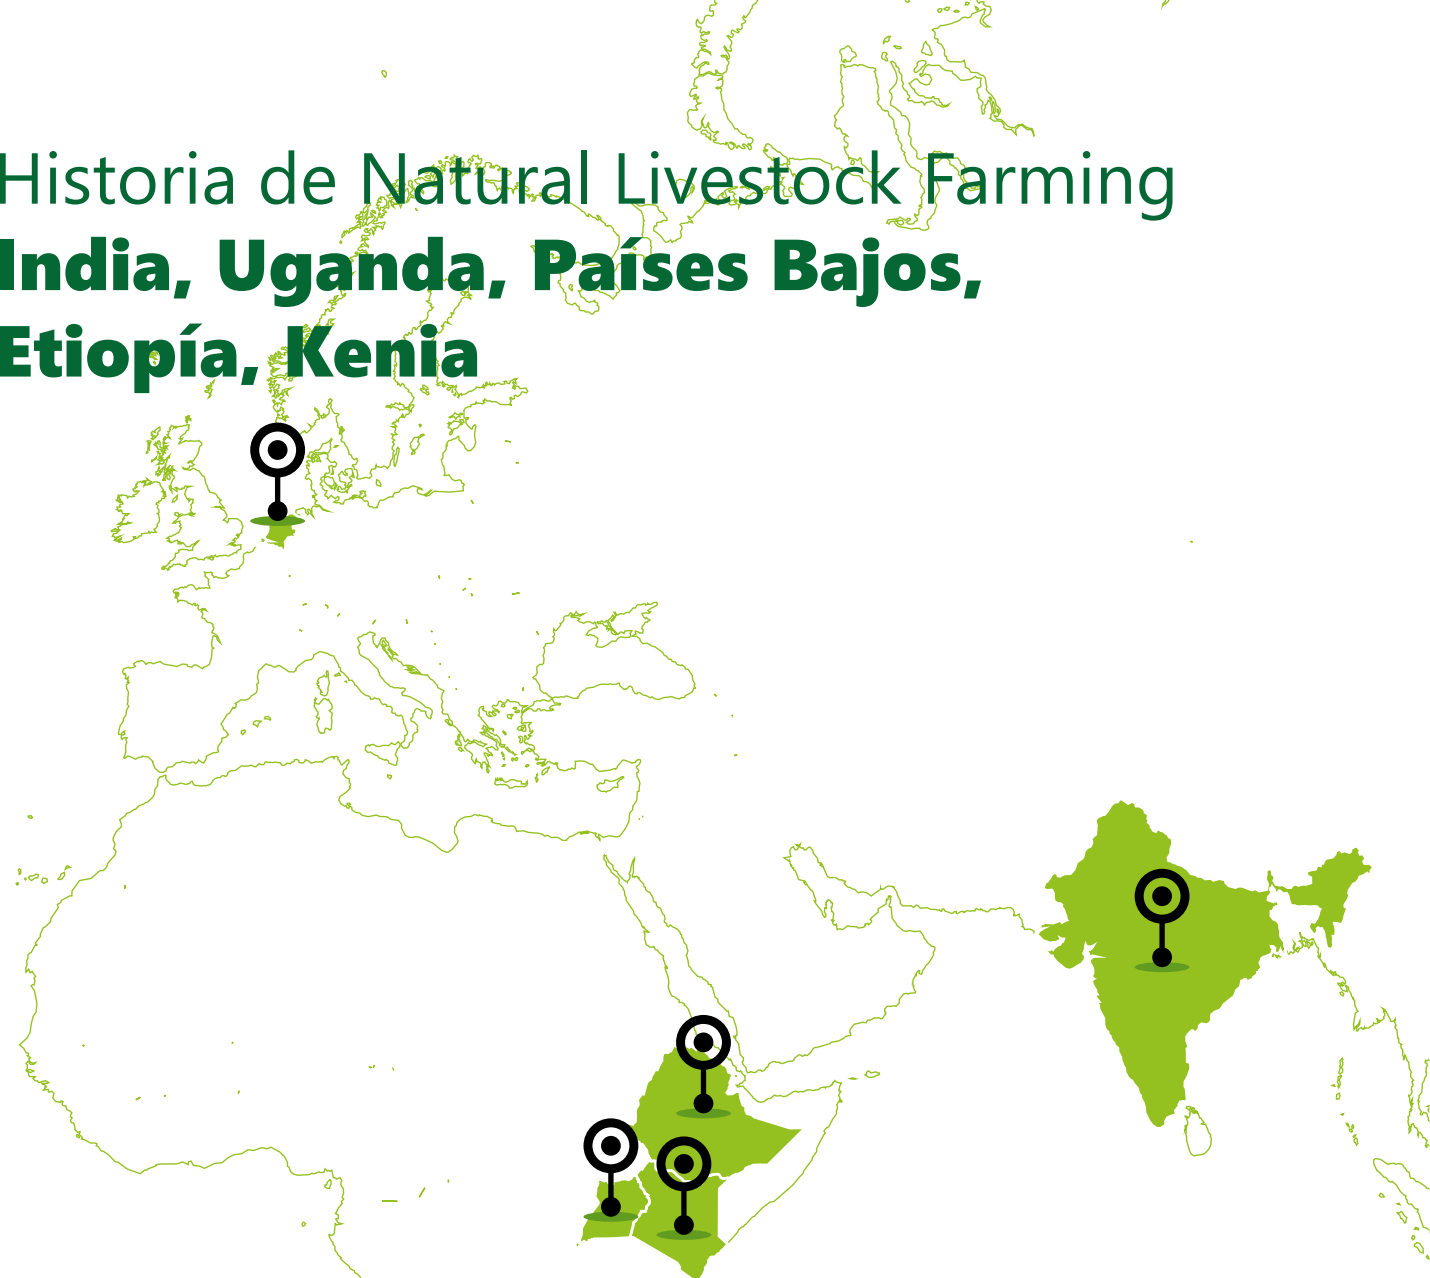 Historia de Natural Livestock Farming
India, Uganda, Países Bajos,
Etiopía, Kenia